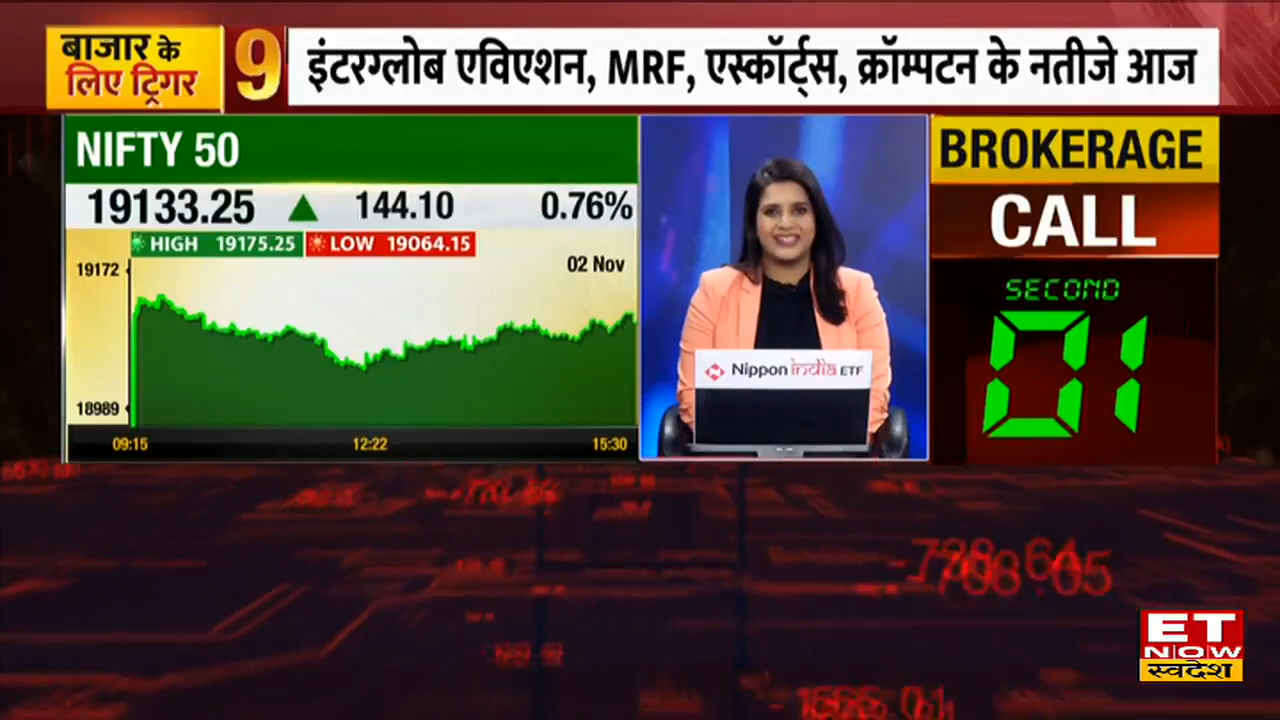 बाजार के
लिए ट्रिगर
9
इंटरग्लोब एविएशन, MRF, एस्कॉर्ट्स, क्रॉम्पटन के नतीजे आज
NIFTY 50
19133.25 ▲ 144.10 0.76%
HIGH 19175.25 LOW 19064.15
02 Nov
19172
18989
09:15 12:22 15:30
Nippon india ETF
BROKERAGE
CALL
SECOND
01
ET
NOW
स्वदेश